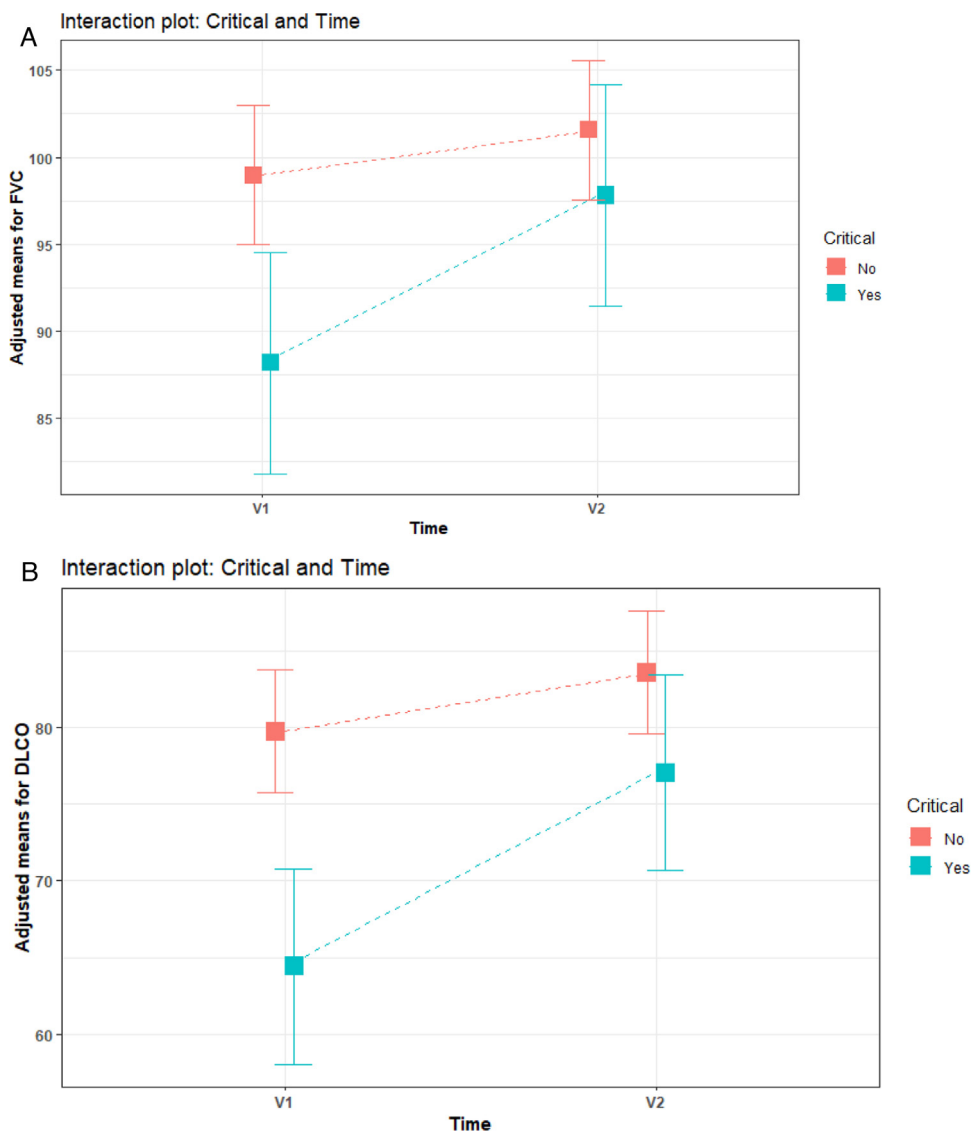 A
Interaction plot: Critical and Time
Adjusted means for FVC
105
100
95
90
85
V1
V2
Time
Critical
No
Yes
B
Interaction plot: Critical and Time
Adjusted means for DLCO
80
70
60
V1
V2
Time
Critical
No
Yes